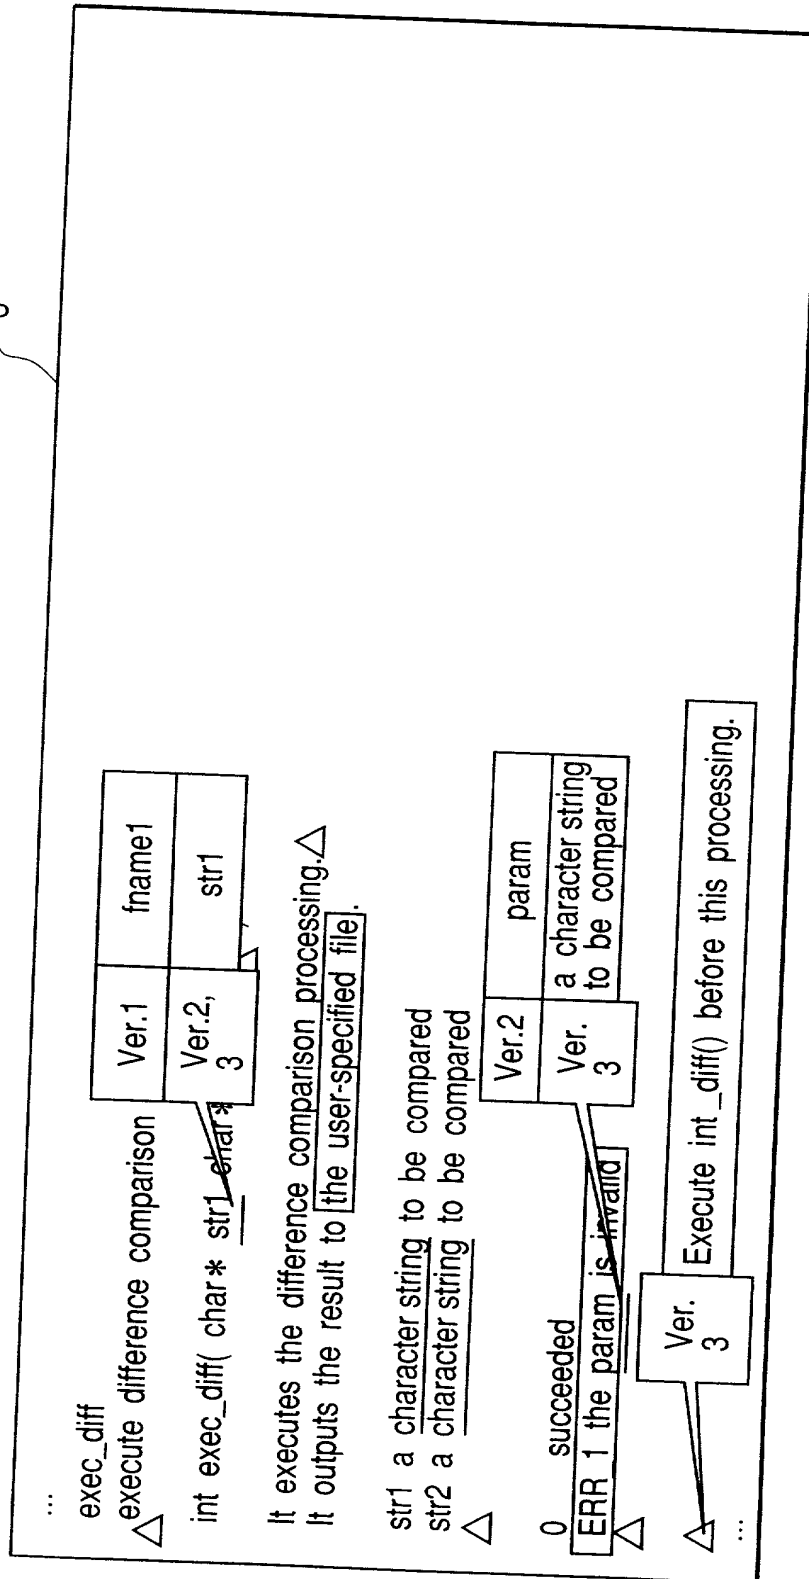 ...
exec_diff
execute difference comparison
△
int exec_diff( char* str1 char*
Ver.1 fname1
Ver.2, 3 str1
It executes the difference comparison processing.△
It outputs the result to the user-specified file.
str1 a character string to be compared
str2 a character string to be compared
△
0 succeeded
ERR_1 the param is invalid
△
Ver.2 param
Ver. 3 a character string to be compared
△
Ver. 3 Execute int_diff() before this processing.
...